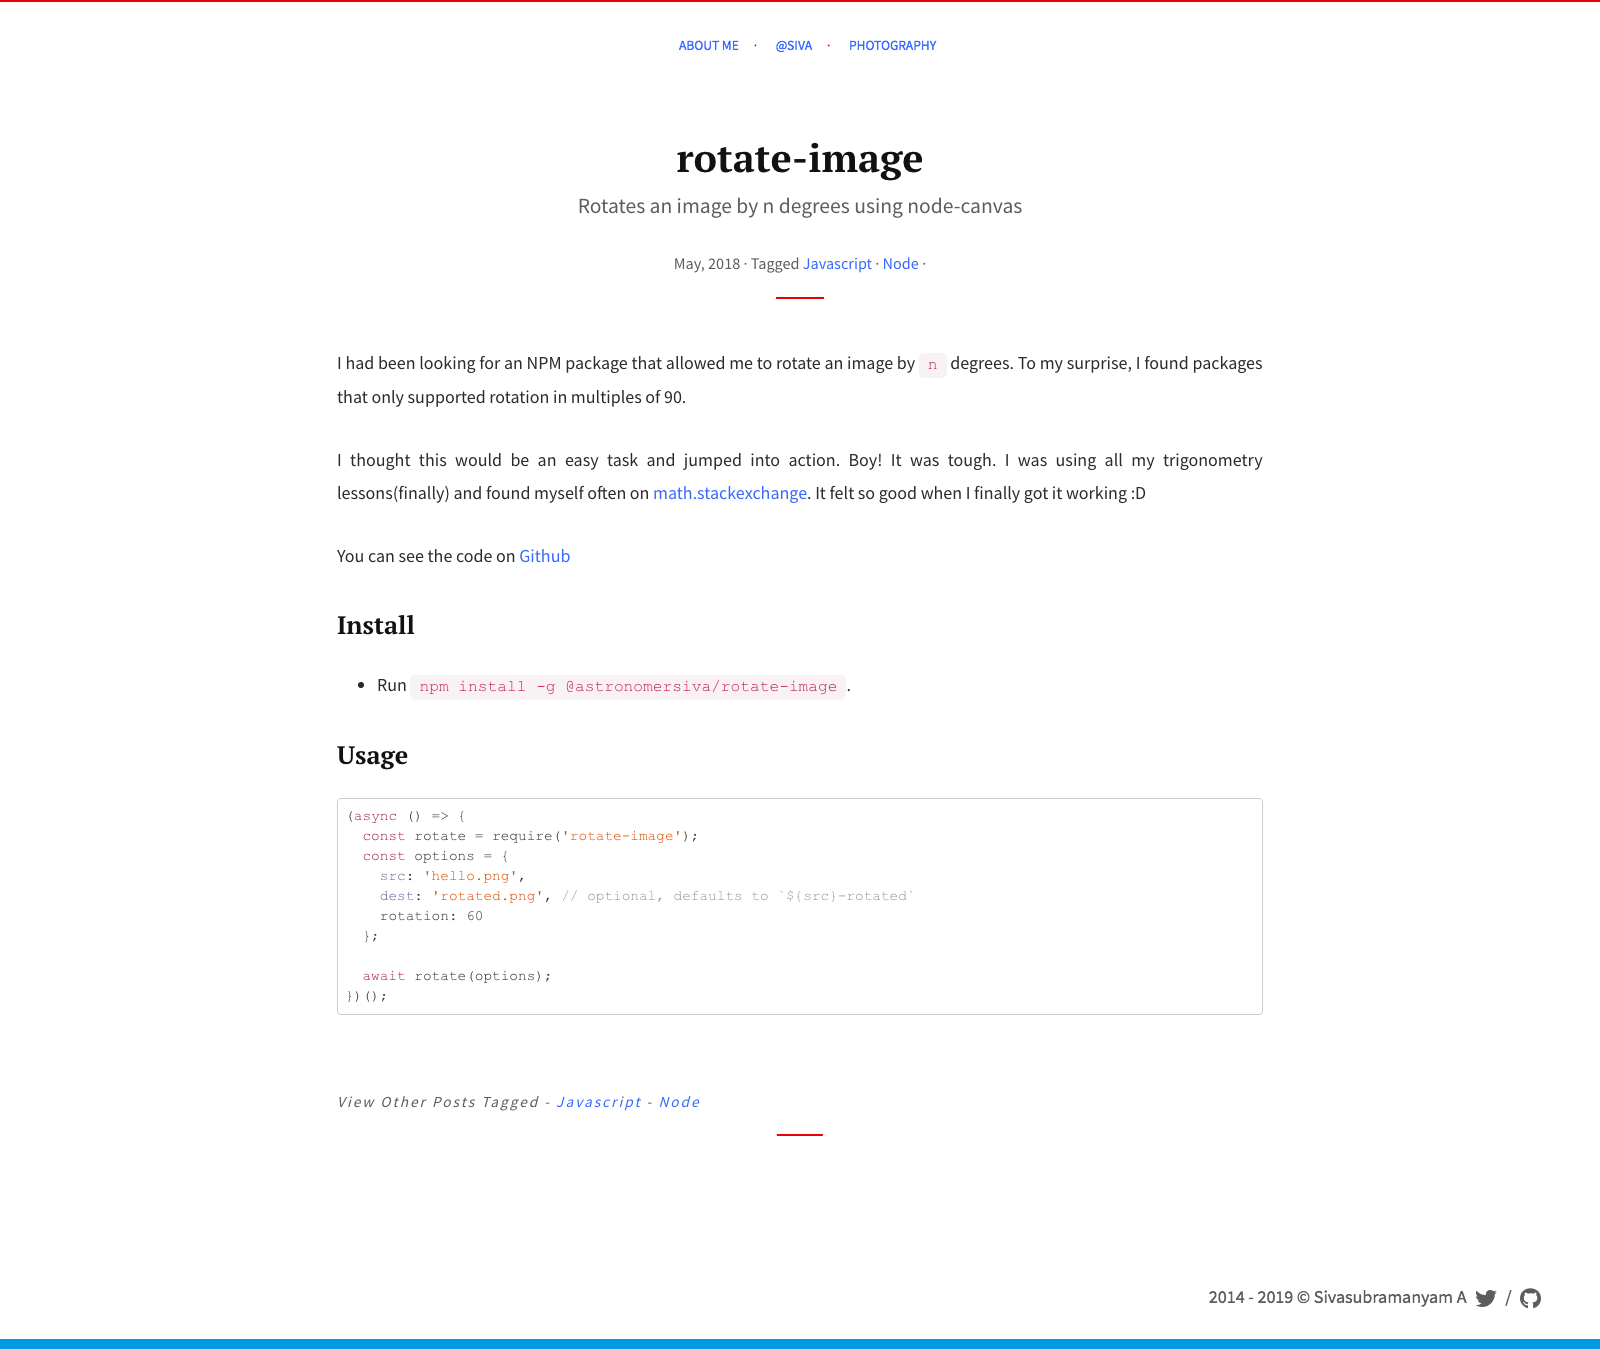 ABOUT ME · @SIVA · PHOTOGRAPHY
rotate-image
Rotates an image by n degrees using node-canvas
May, 2018 · Tagged Javascript · Node ·
I had been looking for an NPM package that allowed me to rotate an image by n degrees. To my surprise, I found packages
that only supported rotation in multiples of 90.
I thought this would be an easy task and jumped into action. Boy! It was tough. I was using all my trigonometry
lessons(finally) and found myself often on math.stackexchange. It felt so good when I finally got it working :D
You can see the code on Github
Install
• Run npm install -g @astronomersiva/rotate-image.
Usage
(async () => {
  const rotate = require('rotate-image');
  const options = {
    src: 'hello.png',
    dest: 'rotated.png', // optional, defaults to `${src}-rotated`
    rotation: 60
  };
  await rotate(options);
})();
View Other Posts Tagged - Javascript - Node
2014 - 2019 © Sivasubramanyam A /